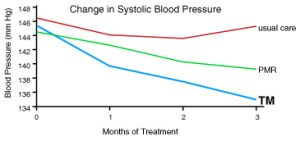 Change in Systolic Blood Pressure
Blood Pressure (mm Hg)
148
146
144
142
140
138
136
134
usual care
PMR
TM
0 1 2 3
Months of Treatment